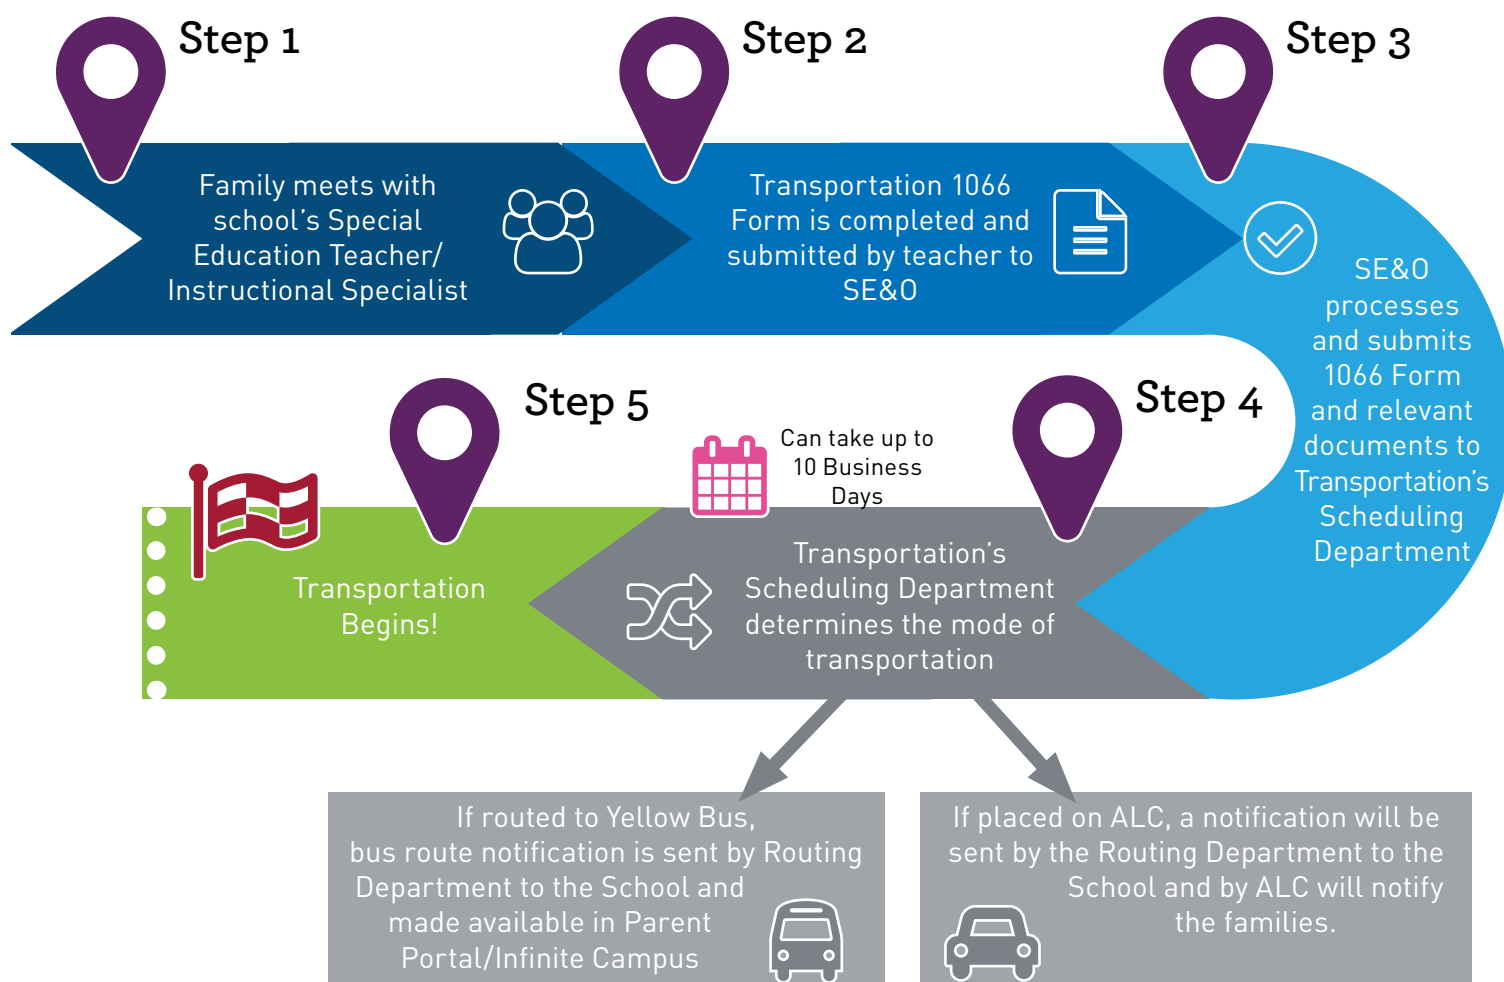 Step 1
Family meets with
school's Special
Education Teacher/
Instructional Specialist
Step 2
Transportation 1066
Form is completed and
submitted by teacher to
SE&O
Step 3
SE&O
processes
and submits
1066 Form
and relevant
documents to
Transportation's
Scheduling
Department
Step 4
Can take up to
10 Business
Days
Transportation's
Scheduling Department
determines the mode of
transportation
If routed to Yellow Bus,
bus route notification is sent by Routing
Department to the School and
made available in Parent
Portal/Infinite Campus
If placed on ALC, a notification will be
sent by the Routing Department to the
School and by ALC will notify
the families.
Step 5
Transportation
Begins!